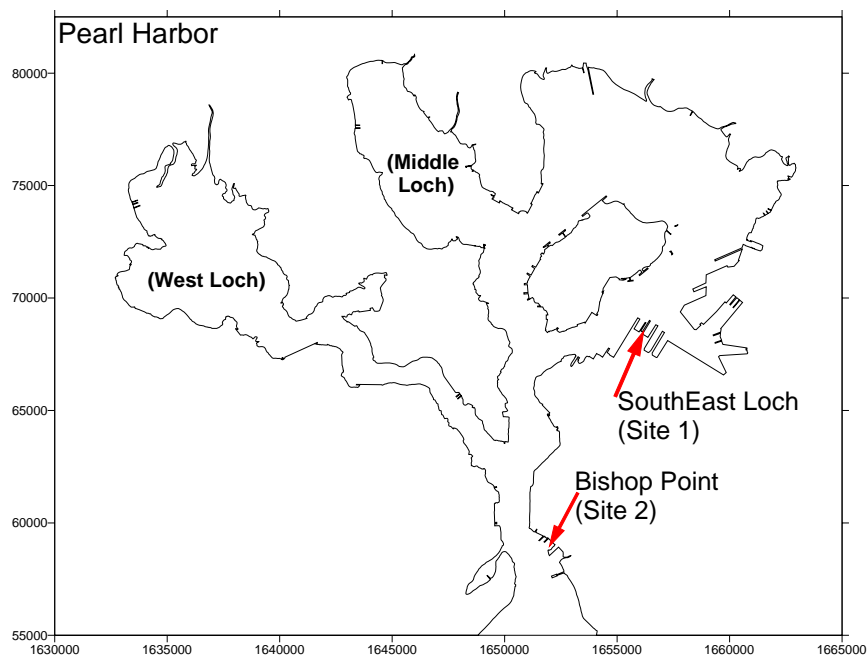 Pearl Harbor
80000
75000
70000
65000
60000
55000
(Middle
Loch)
(West Loch)
SouthEast Loch
(Site 1)
Bishop Point
(Site 2)
1630000 1635000 1640000 1645000 1650000 1655000 1660000 1665000